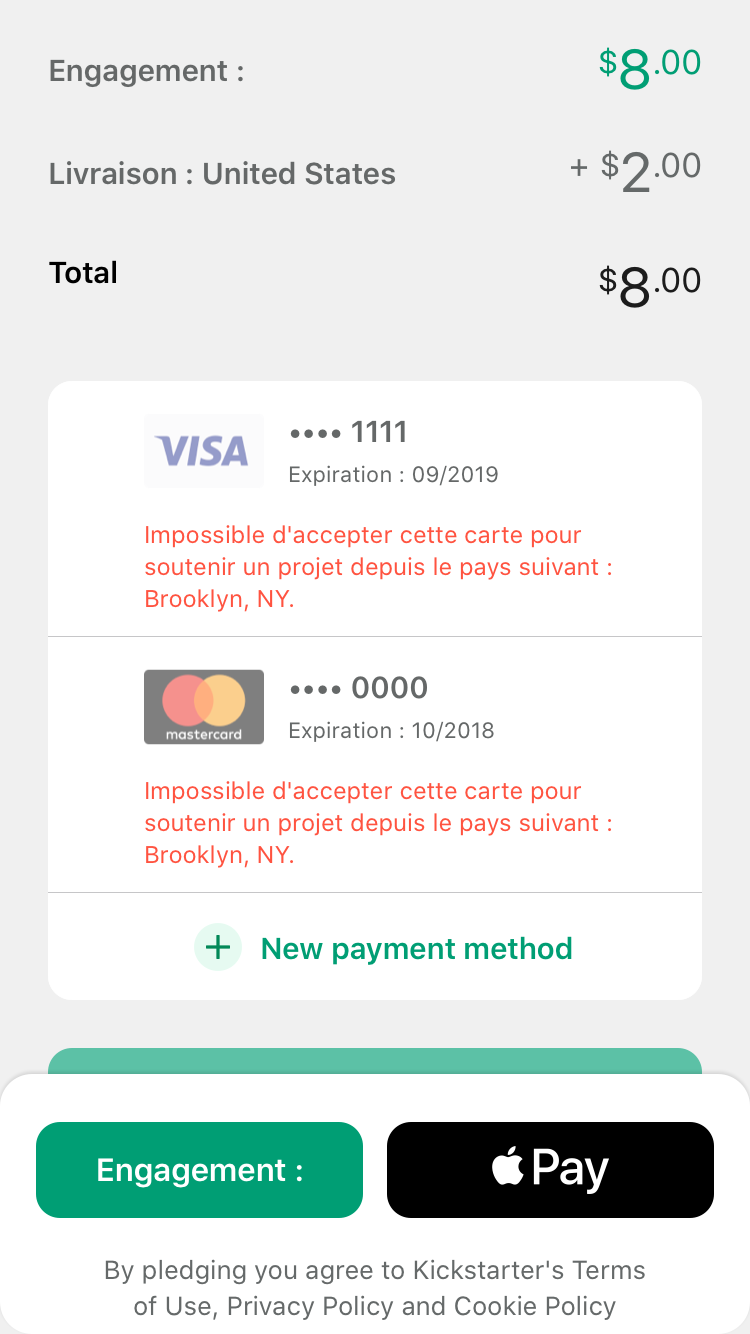 Engagement : $8.00
Livraison : United States + $2.00
Total $8.00
VISA •••• 1111
Expiration : 09/2019
Impossible d'accepter cette carte pour
soutenir un projet depuis le pays suivant :
Brooklyn, NY.
•••• 0000
mastercard Expiration : 10/2018
Impossible d'accepter cette carte pour
soutenir un projet depuis le pays suivant :
Brooklyn, NY.
+ New payment method
Engagement : Pay
By pledging you agree to Kickstarter's Terms
of Use, Privacy Policy and Cookie Policy